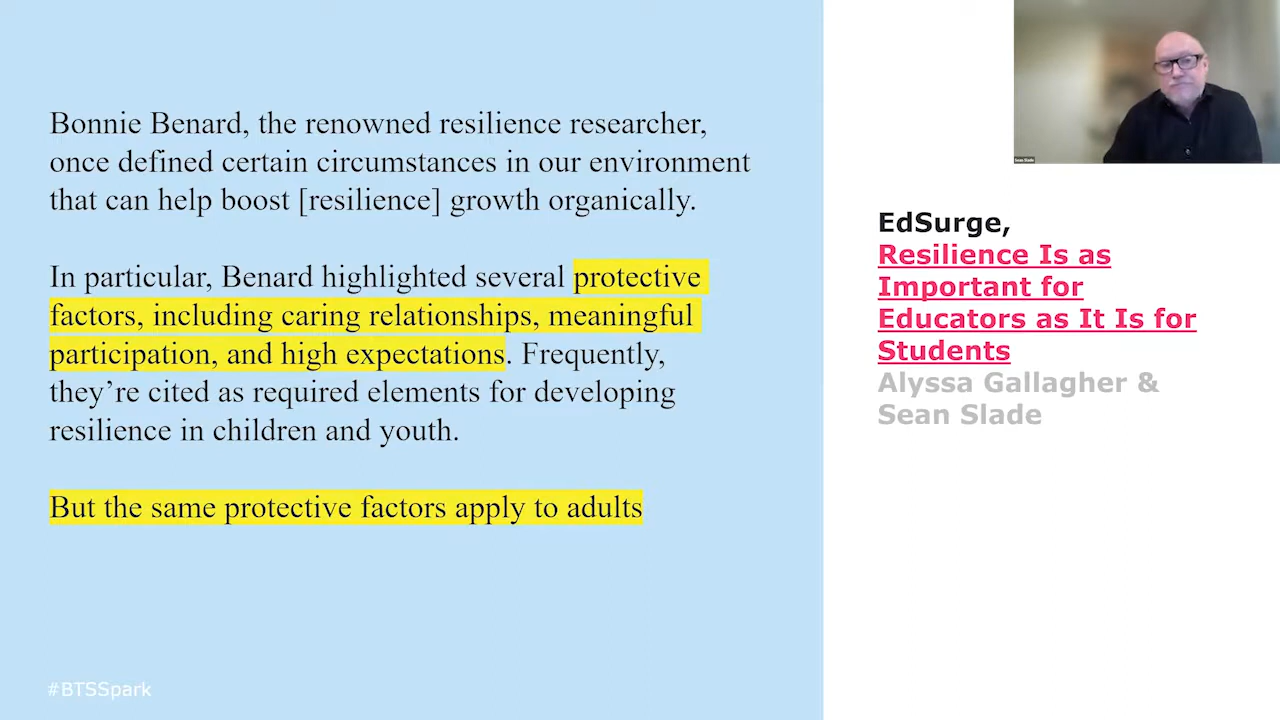 Bonnie Benard, the renowned resilience researcher,
once defined certain circumstances in our environment
that can help boost [resilience] growth organically.
In particular, Benard highlighted several protective
factors, including caring relationships, meaningful
participation, and high expectations. Frequently,
they’re cited as required elements for developing
resilience in children and youth.
But the same protective factors apply to adults
#BTSSpark
Sean Slade
EdSurge,
Resilience Is as
Important for
Educators as It Is for
Students
Alyssa Gallagher &
Sean Slade